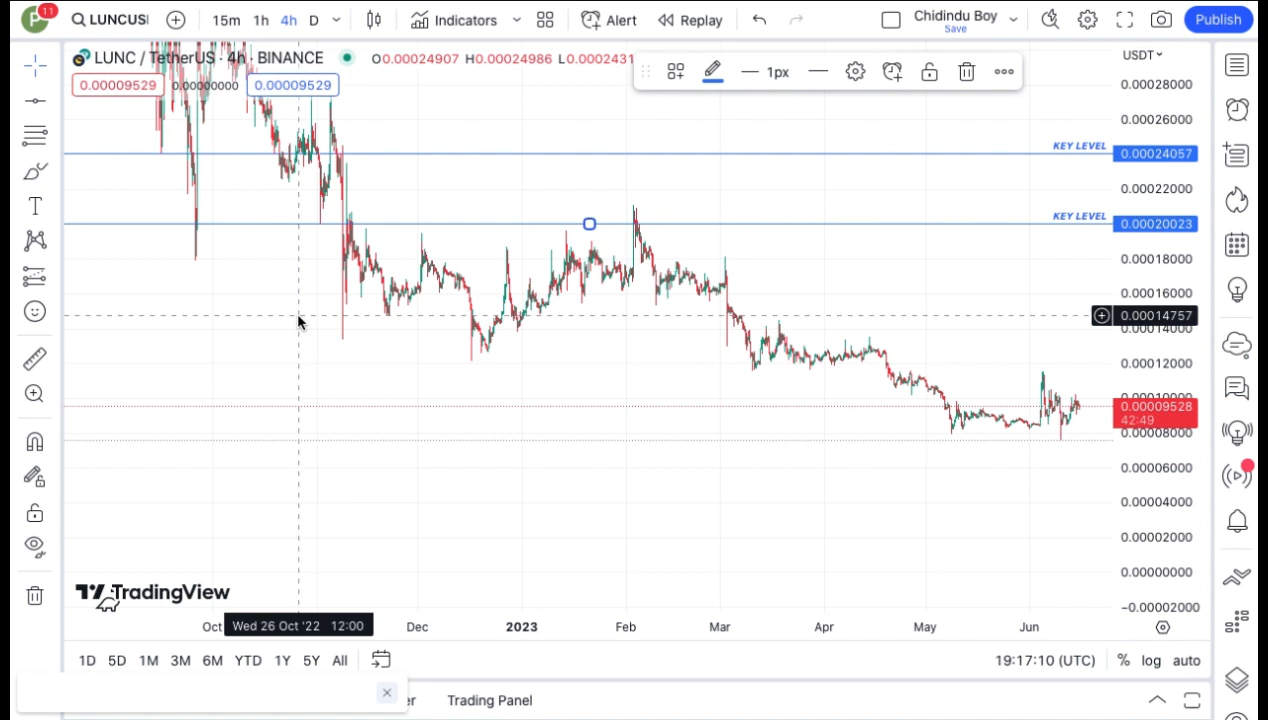 11
LUNCUS
15m
1h
4h
D
Indicators
Alert
Replay
Chidindu Boy
Save
Publish
LUNC / TetherUS · 4h · BINANCE
O0.00024907 H0.00024986 L0.0002431
0.00009529
0.00000000
0.00009529
1px
USDT
0.00028000
0.00026000
KEY LEVEL
0.00024057
0.00022000
KEY LEVEL
0.00020023
0.00018000
0.00016000
0.00014757
0.00014000
0.00012000
0.00009528
42:49
0.00008000
0.00006000
0.00004000
0.00002000
0.00000000
−0.00002000
TradingView
Oct
Wed 26 Oct '22 12:00
Dec
2023
Feb
Mar
Apr
May
Jun
1D 5D 1M 3M 6M YTD 1Y 5Y All
19:17:10 (UTC)
% log auto
er
Trading Panel